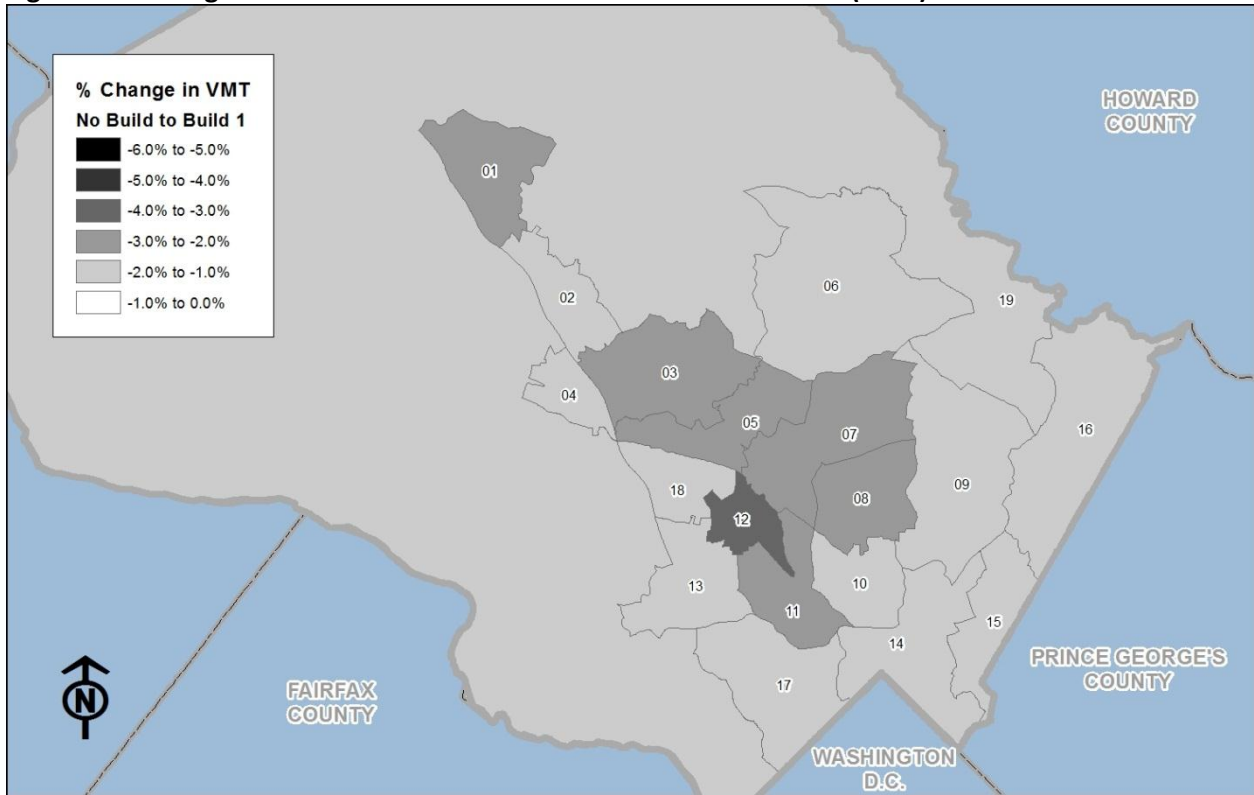 % Change in VMT
No Build to Build 1
-6.0% to -5.0%
-5.0% to -4.0%
-4.0% to -3.0%
-3.0% to -2.0%
-2.0% to -1.0%
-1.0% to 0.0%
HOWARD
COUNTY
01
02
06
19
03
04
05
07
16
18
08
09
12
13
11
10
15
14
17
PRINCE GEORGE'S
COUNTY
FAIRFAX
COUNTY
WASHINGTON
D.C.
N